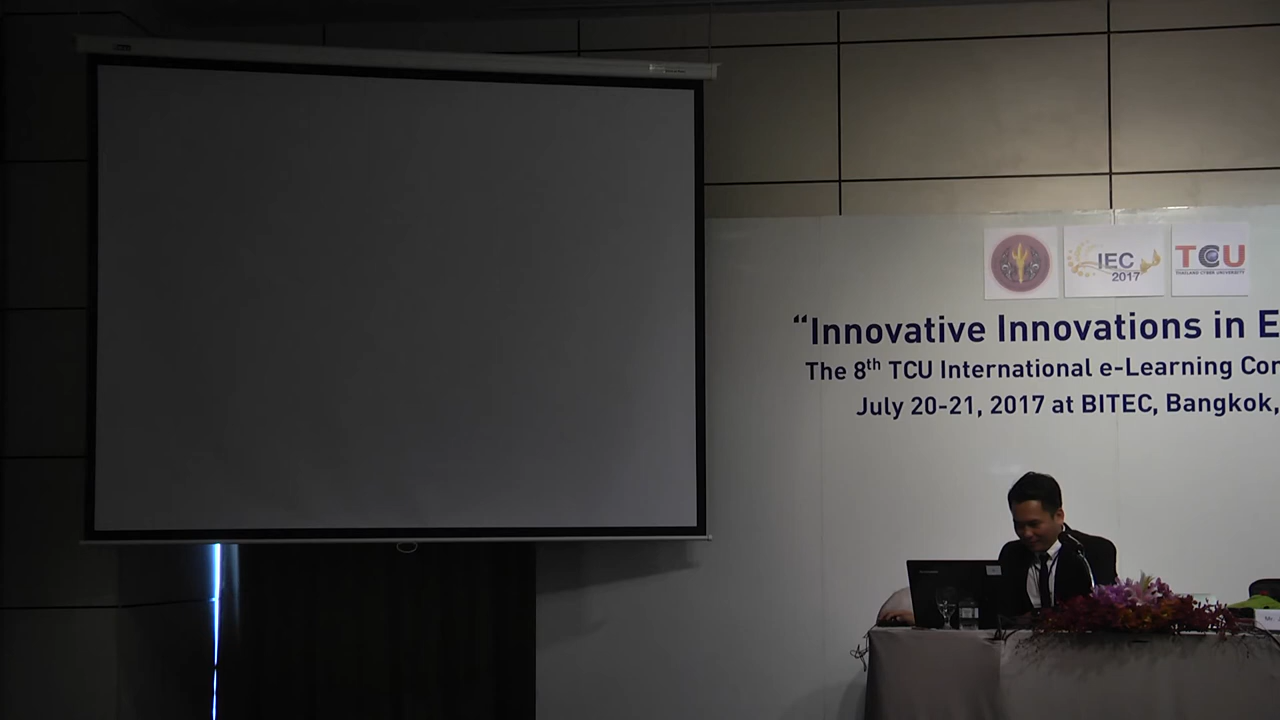 IEC
2017
TCU
THAILAND CYBER UNIVERSITY
“Innovative Innovations in E
The 8th TCU International e-Learning Con
July 20-21, 2017 at BITEC, Bangkok,